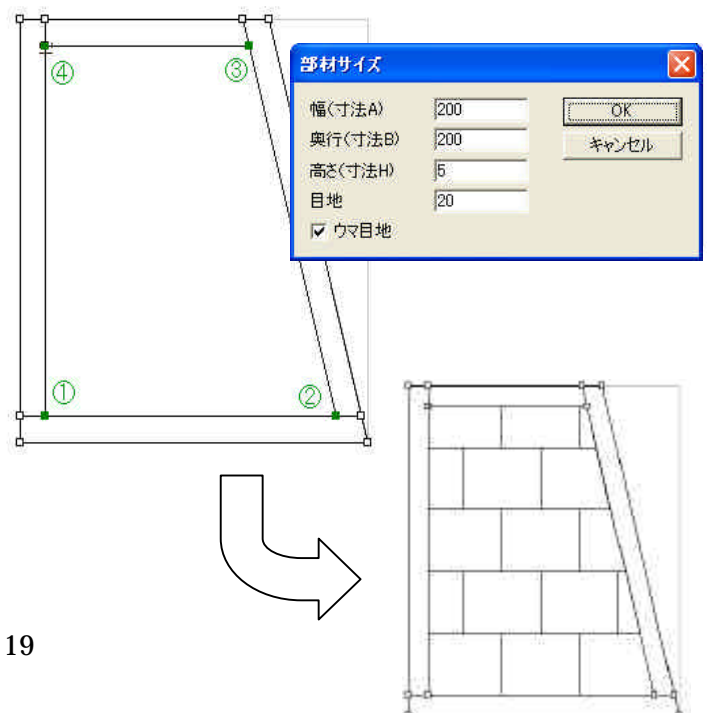 ④
③
部材サイズ
幅(寸法A) 200 OK
奥行(寸法B) 200 キャンセル
高さ(寸法H) 5
目地 20
ウマ目地
①
②
19